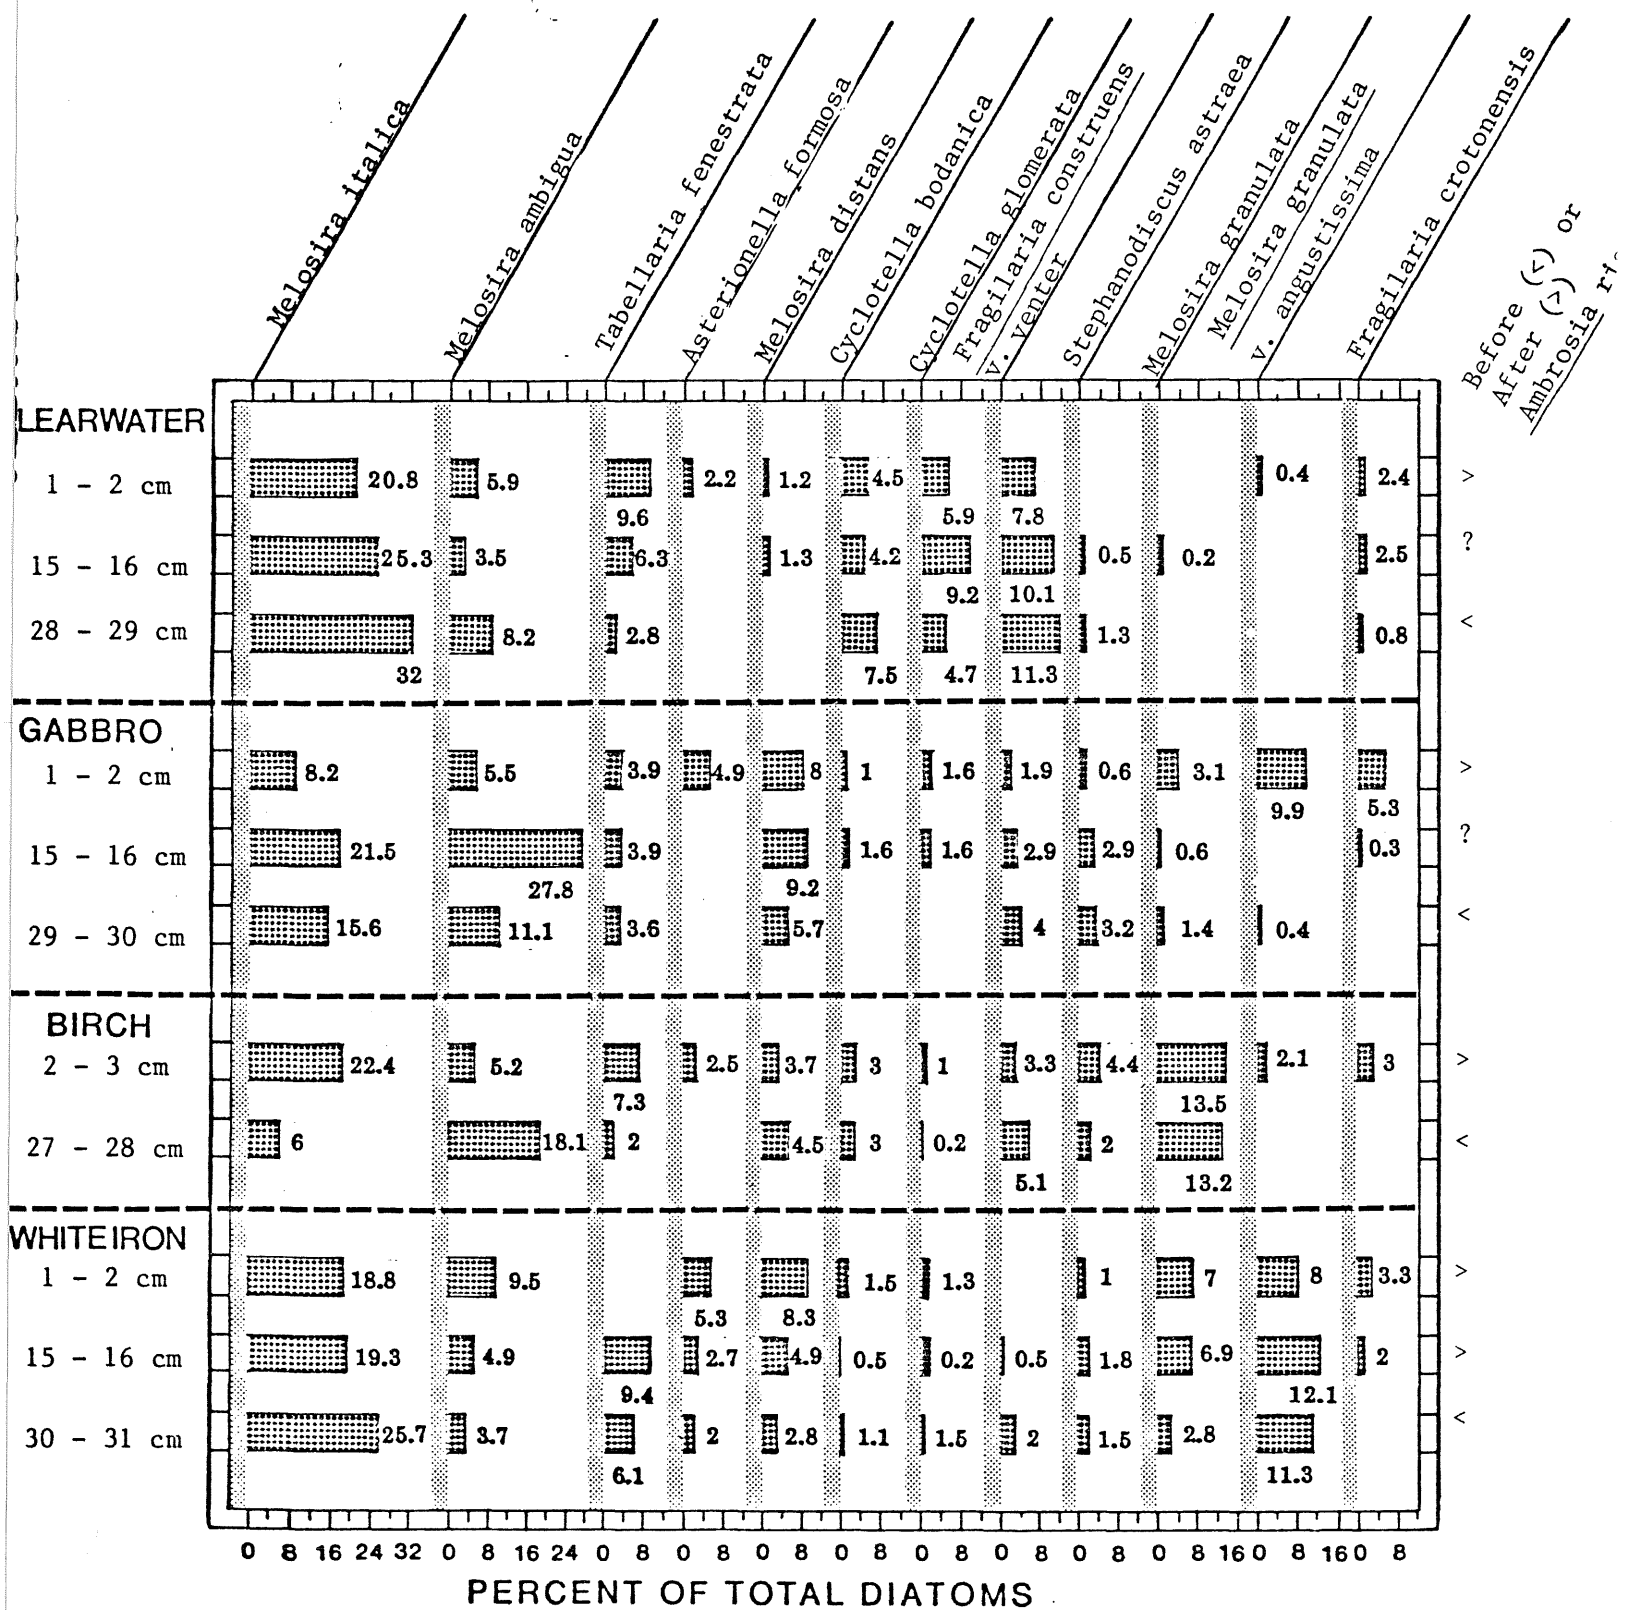 Melosira italica
Melosira ambigua
Tabellaria fenestrata
Asterionella formosa
Melosira distans
Cyclotella bodanica
Cyclotella glomerata
Fragilaria construens
v. venter
Stephanodiscus astraea
Melosira granulata
Melosira granulata
v. angustissima
Fragilaria crotonensis
Before (<) or
After (>)
Ambrosia
LEARWATER
1 - 2 cm 20.8 5.9 9.6 2.2 1.2 4.5 5.9 7.8 0.4 2.4 >
15 - 16 cm 25.3 3.5 6.3 1.3 4.2 9.2 10.1 0.5 0.2 2.5 ?
28 - 29 cm 32 8.2 2.8 7.5 4.7 11.3 1.3 0.8 <
GABBRO
1 - 2 cm 8.2 5.5 3.9 4.9 8 1 1.6 1.9 0.6 3.1 9.9 5.3 >
15 - 16 cm 21.5 27.8 3.9 9.2 1.6 1.6 2.9 2.9 0.6 0.3 ?
29 - 30 cm 15.6 11.1 3.6 5.7 4 3.2 1.4 0.4 <
BIRCH
2 - 3 cm 22.4 5.2 7.3 2.5 3.7 3 1 3.3 4.4 13.5 2.1 3 >
27 - 28 cm 6 18.1 2 4.5 3 0.2 5.1 2 13.2 <
WHITEIRON
1 - 2 cm 18.8 9.5 5.3 8.3 1.5 1.3 1 7 8 3.3 >
15 - 16 cm 19.3 4.9 9.4 2.7 4.9 0.5 0.2 0.5 1.8 6.9 12.1 2 >
30 - 31 cm 25.7 3.7 6.1 2 2.8 1.1 1.5 2 1.5 2.8 11.3 <
0 8 16 24 32 0 8 16 24 0 8 0 8 0 8 0 8 0 8 0 8 0 8 0 8 16 0 8 16 0 8
PERCENT OF TOTAL DIATOMS